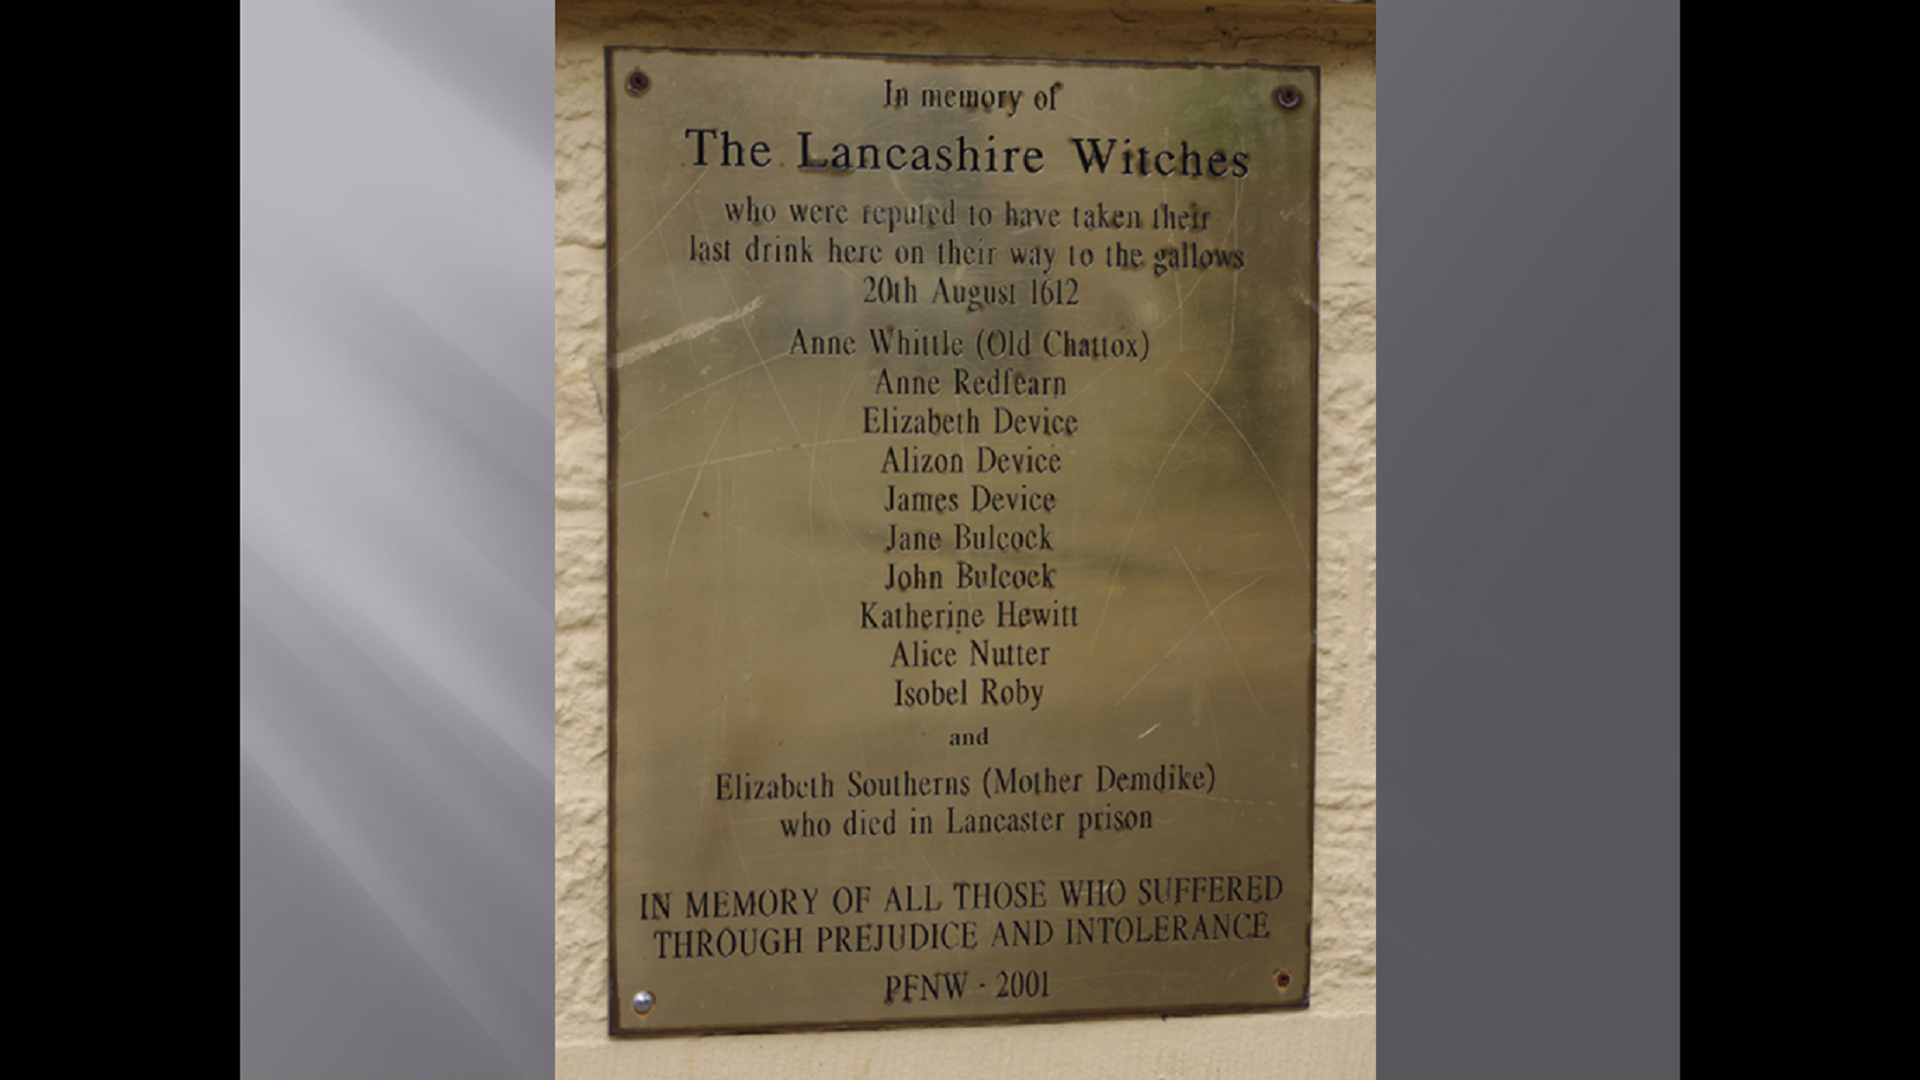 In memory of
The Lancashire Witches
who were reputed to have taken their
last drink here on their way to the gallows
20th August 1612
Anne Whittle (Old Chattox)
Anne Redfearn
Elizabeth Device
Alizon Device
James Device
Jane Bulcock
John Bulcock
Katherine Hewitt
Alice Nutter
Isobel Roby
and
Elizabeth Southerns (Mother Demdike)
who died in Lancaster prison
IN MEMORY OF ALL THOSE WHO SUFFERED
THROUGH PREJUDICE AND INTOLERANCE
PFNW - 2001